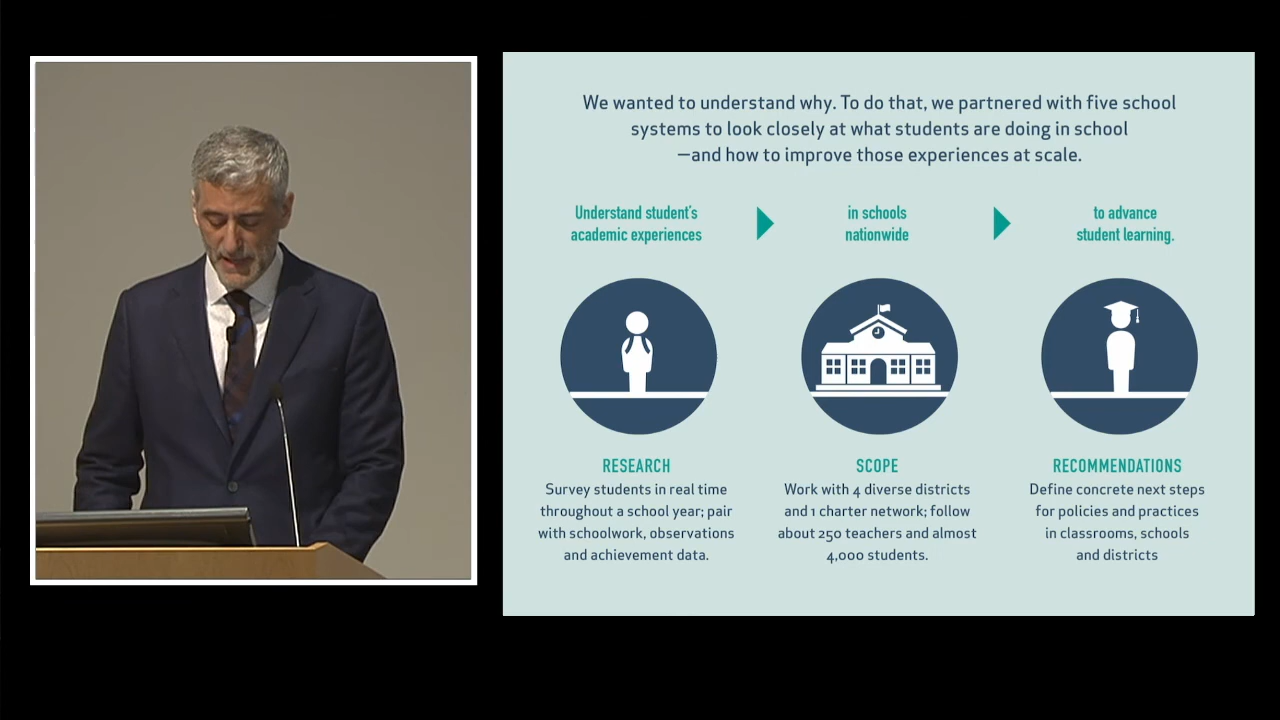 We wanted to understand why. To do that, we partnered with five school
systems to look closely at what students are doing in school
—and how to improve those experiences at scale.
Understand student's
academic experiences
in schools
nationwide
to advance
student learning.
RESEARCH
Survey students in real time
throughout a school year; pair
with schoolwork, observations
and achievement data.
SCOPE
Work with 4 diverse districts
and 1 charter network; follow
about 250 teachers and almost
4,000 students.
RECOMMENDATIONS
Define concrete next steps
for policies and practices
in classrooms, schools
and districts